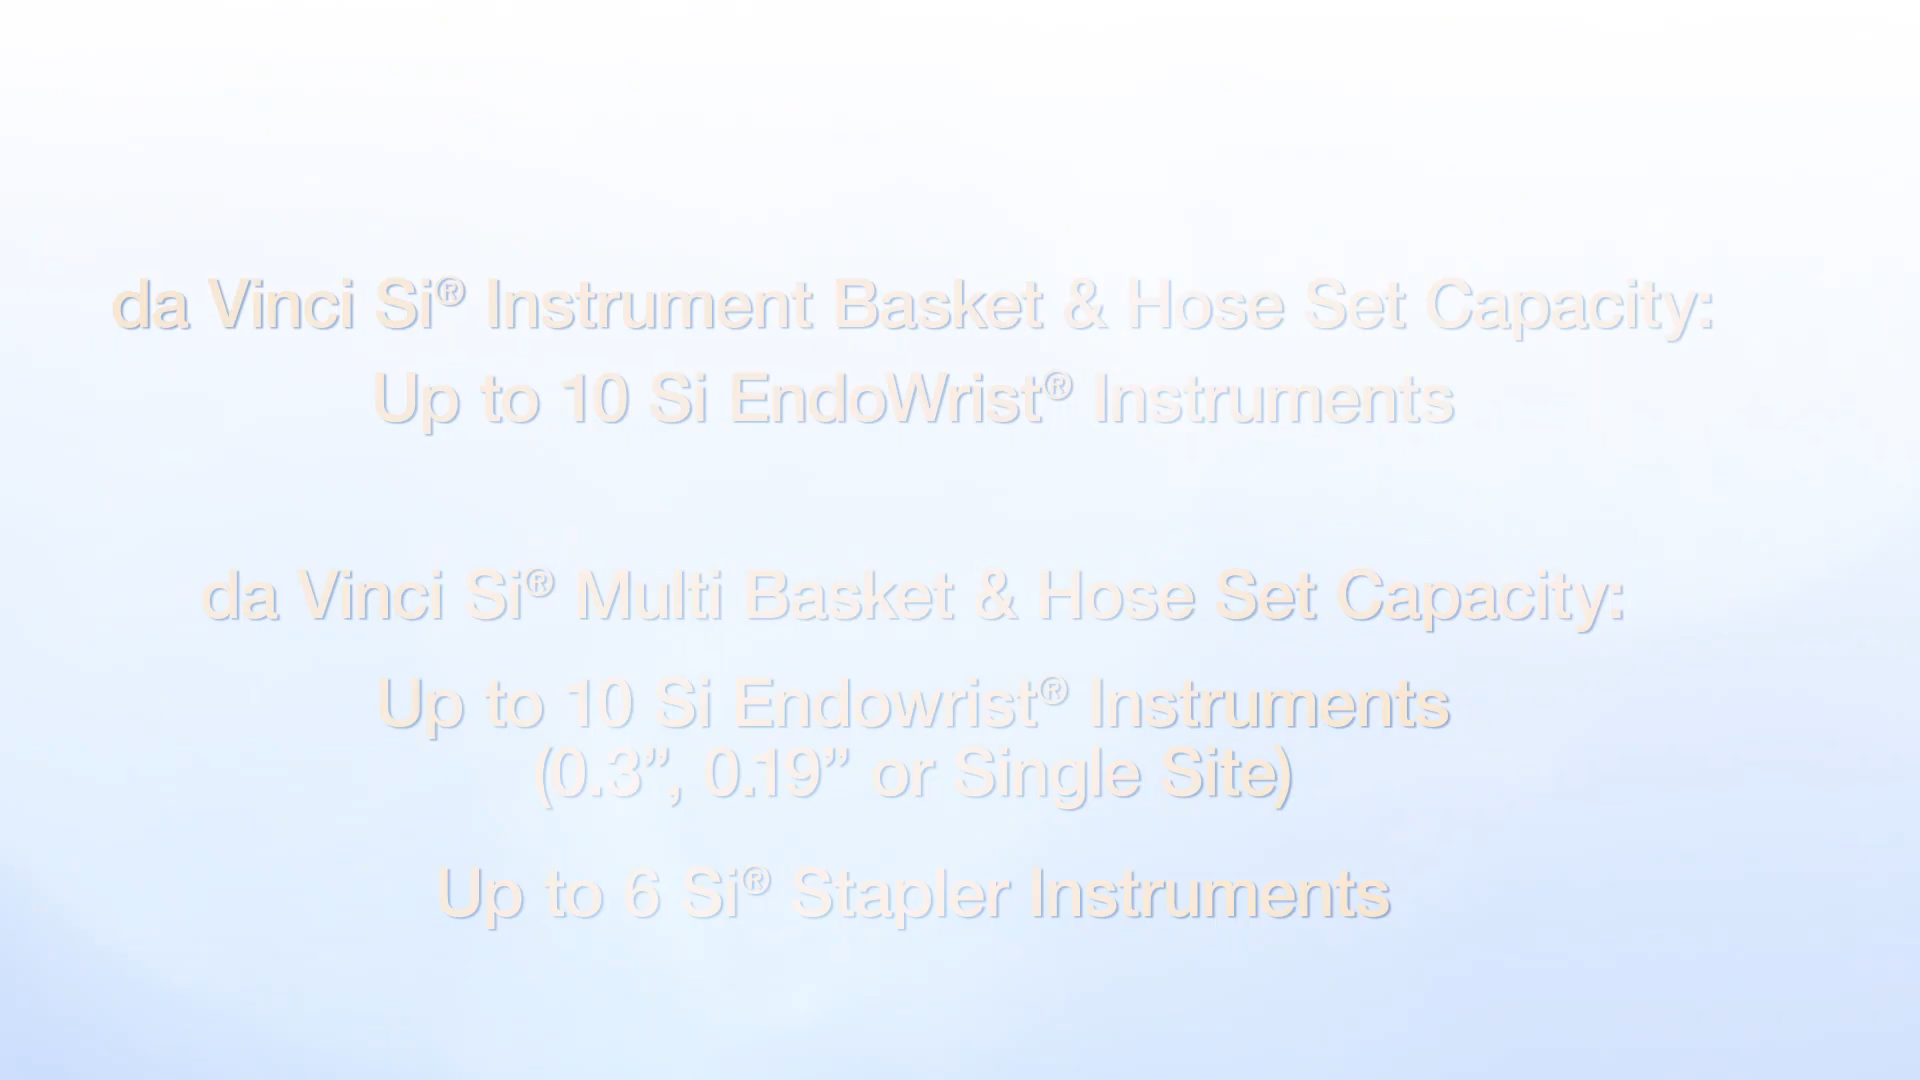 da Vinci Si® Instrument Basket & Hose Set Capacity:
Up to 10 Si EndoWrist® Instruments
da Vinci Si® Multi Basket & Hose Set Capacity:
Up to 10 Si Endowrist® Instruments
(0.3”, 0.19” or Single Site)
Up to 6 Si® Stapler Instruments